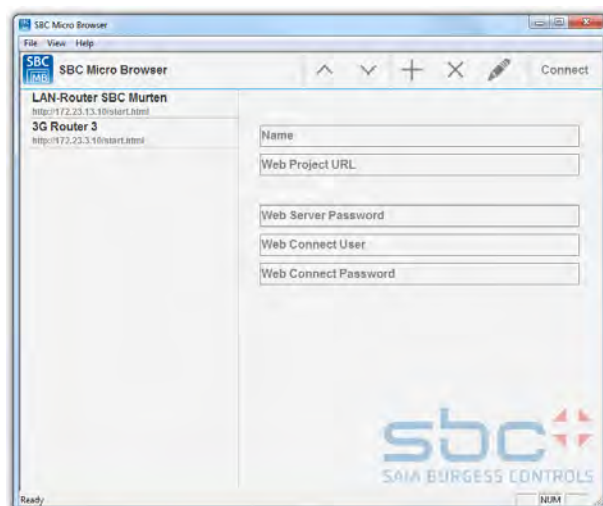 SBC Micro Browser
File View Help
SBC
MB
SBC Micro Browser
Connect
LAN-Router SBC Murten
http://172.23.13.10/start.html
3G Router 3
http://172.23.3.10/start.html
Name
Web Project URL
Web Server Password
Web Connect User
Web Connect Password
sbc
SAIA BURGESS CONTROLS
Ready
NUM